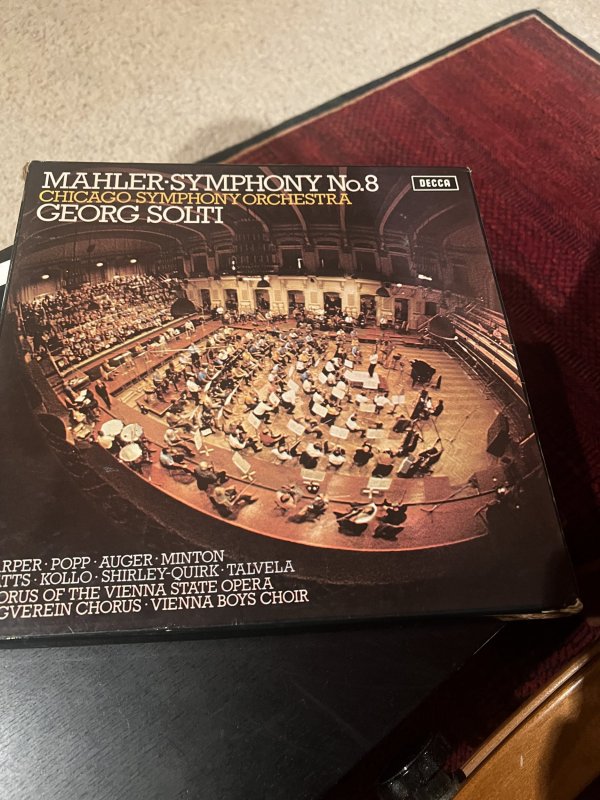 MAHLER·SYMPHONY No.8
DECCA
CHICAGO SYMPHONY ORCHESTRA
GEORG SOLTI
ARPER · POPP · AUGER · MINTON
ATTS · KOLLO · SHIRLEY-QUIRK · TALVELA
ORUS OF THE VIENNA STATE OPERA
GVEREIN CHORUS · VIENNA BOYS CHOIR